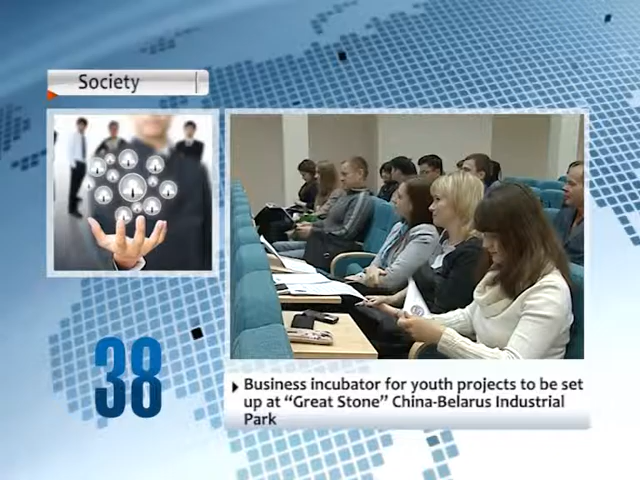 Society
38
Business incubator for youth projects to be set
up at “Great Stone” China-Belarus Industrial
Park